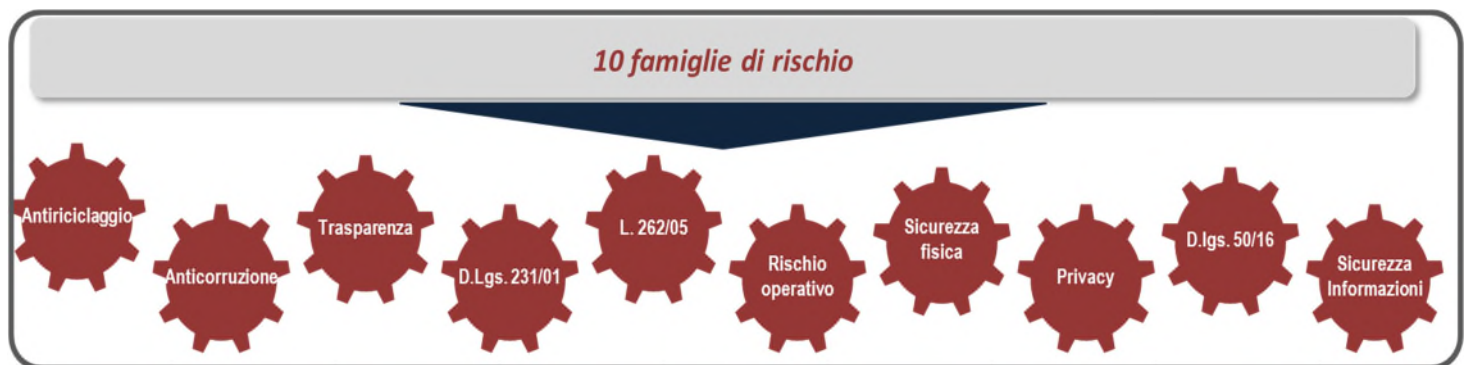 10 famiglie di rischio
Antiriciclaggio
Anticorruzione
Trasparenza
D.Lgs. 231/01
L. 262/05
Rischio
operativo
Sicurezza
fisica
Privacy
D.lgs. 50/16
Sicurezza
Informazioni